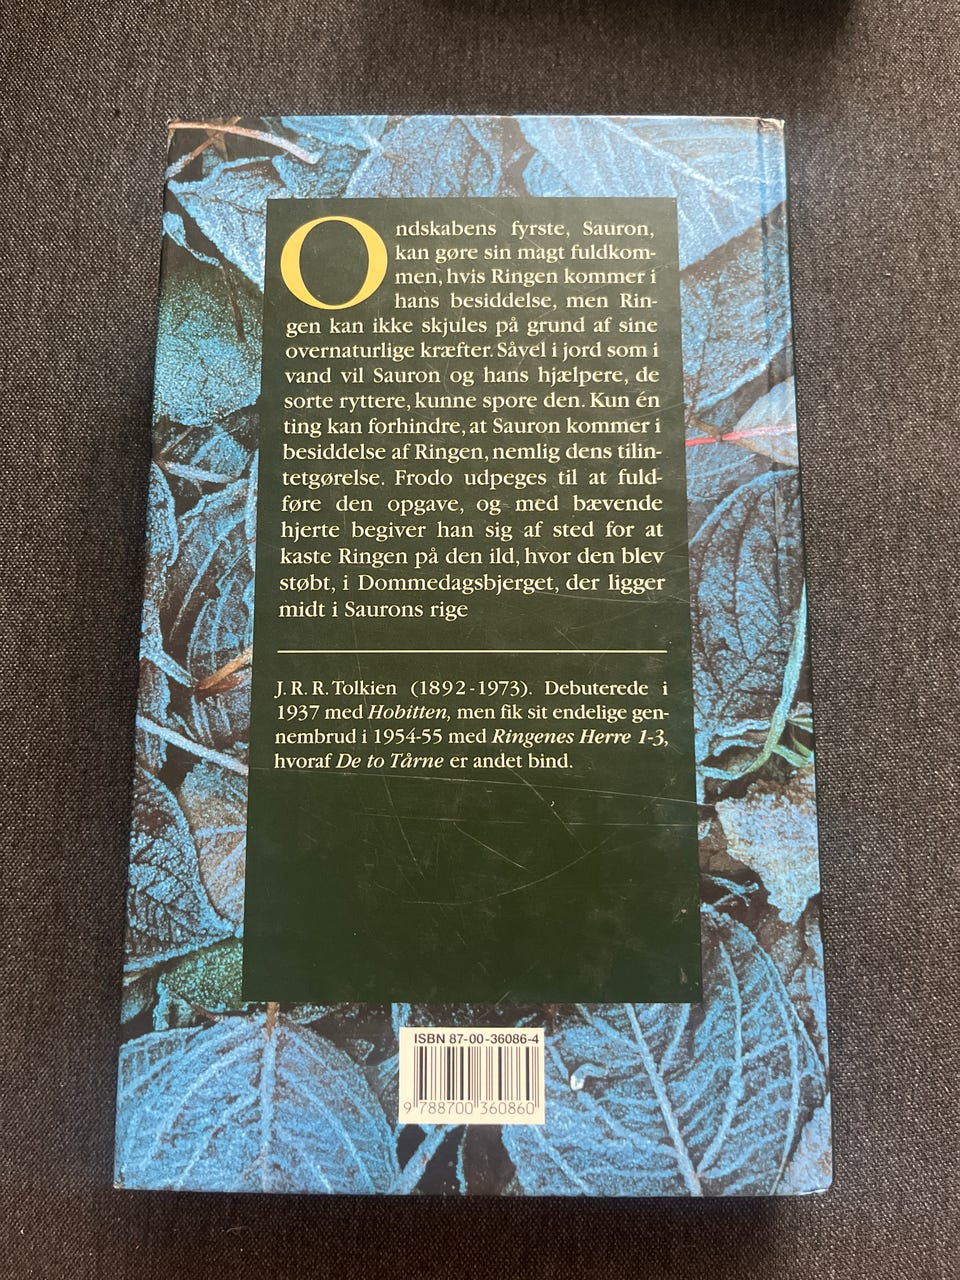 Ondskabens fyrste, Sauron,
kan gøre sin magt fuldkom-
men, hvis Ringen kommer i
hans besiddelse, men Rin-
gen kan ikke skjules på grund af sine
overnaturlige kræfter. Såvel i jord som i
vand vil Sauron og hans hjælpere, de
sorte ryttere, kunne spore den. Kun én
ting kan forhindre, at Sauron kommer i
besiddelse af Ringen, nemlig dens tilin-
tetgørelse. Frodo udpeges til at fuld-
føre den opgave, og med bævende
hjerte begiver han sig af sted for at
kaste Ringen på den ild, hvor den blev
støbt, i Dommedagsbjerget, der ligger
midt i Saurons rige
J. R. R. Tolkien (1892-1973). Debuterede i
1937 med Hobitten, men fik sit endelige gen-
nembrud i 1954-55 med Ringenes Herre 1-3,
hvoraf De to Tårne er andet bind.
ISBN 87-00-36086-4
9 788700 360860